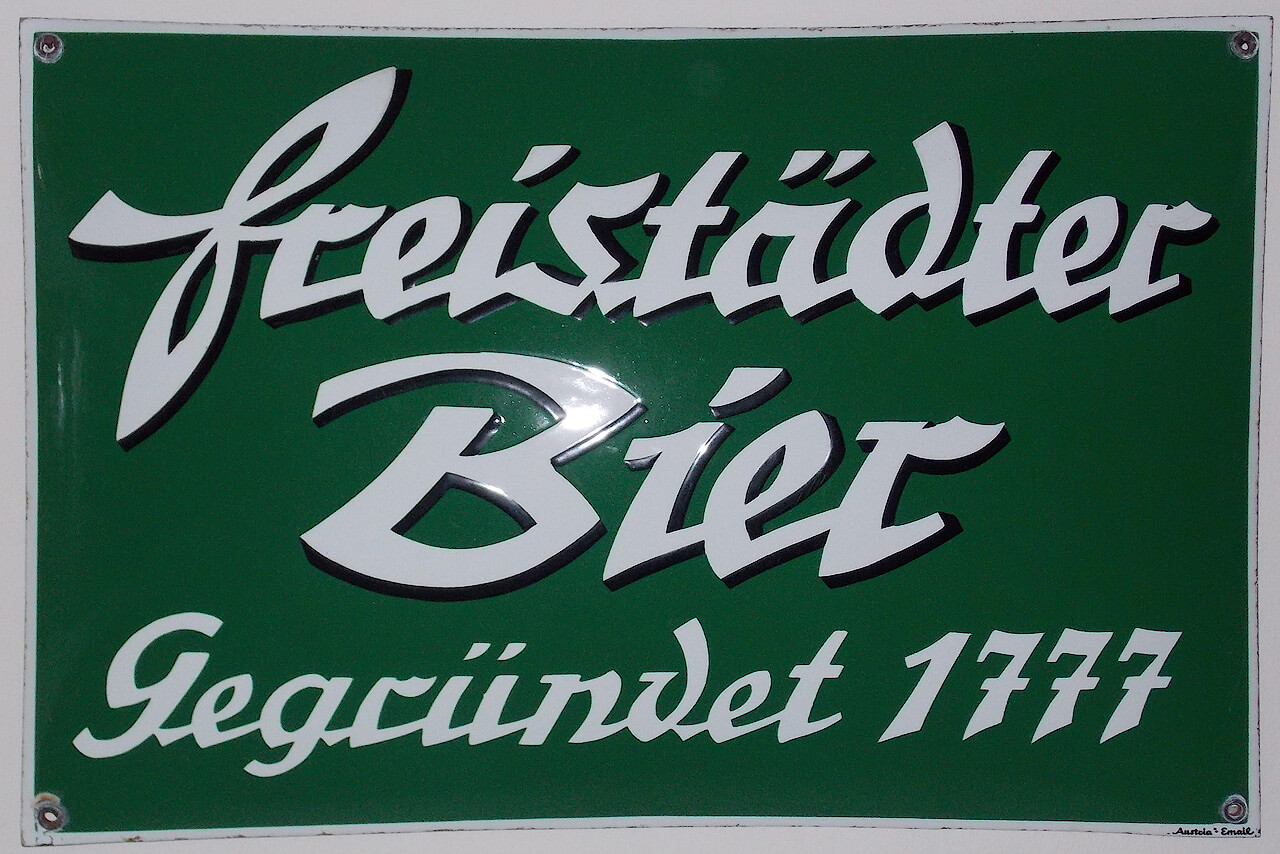 Freistädter
Bier
Gegründet 1777
Austria Email